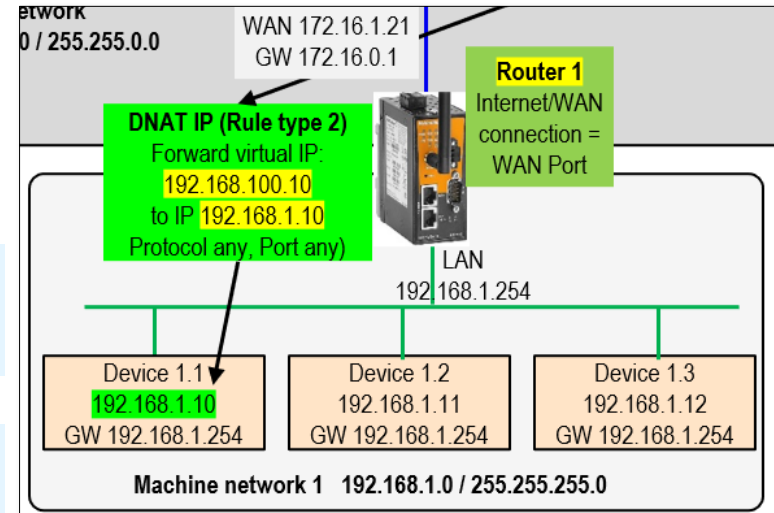 0 / 255.255.0.0
WAN 172.16.1.21
GW 172.16.0.1
Router 1
Internet/WAN
connection =
WAN Port
DNAT IP (Rule type 2)
Forward virtual IP:
192.168.100.10
to IP 192.168.1.10
Protocol any, Port any)
LAN
192.168.1.254
Device 1.1
192.168.1.10
GW 192.168.1.254
Device 1.2
192.168.1.11
GW 192.168.1.254
Device 1.3
192.168.1.12
GW 192.168.1.254
Machine network 1 192.168.1.0 / 255.255.255.0